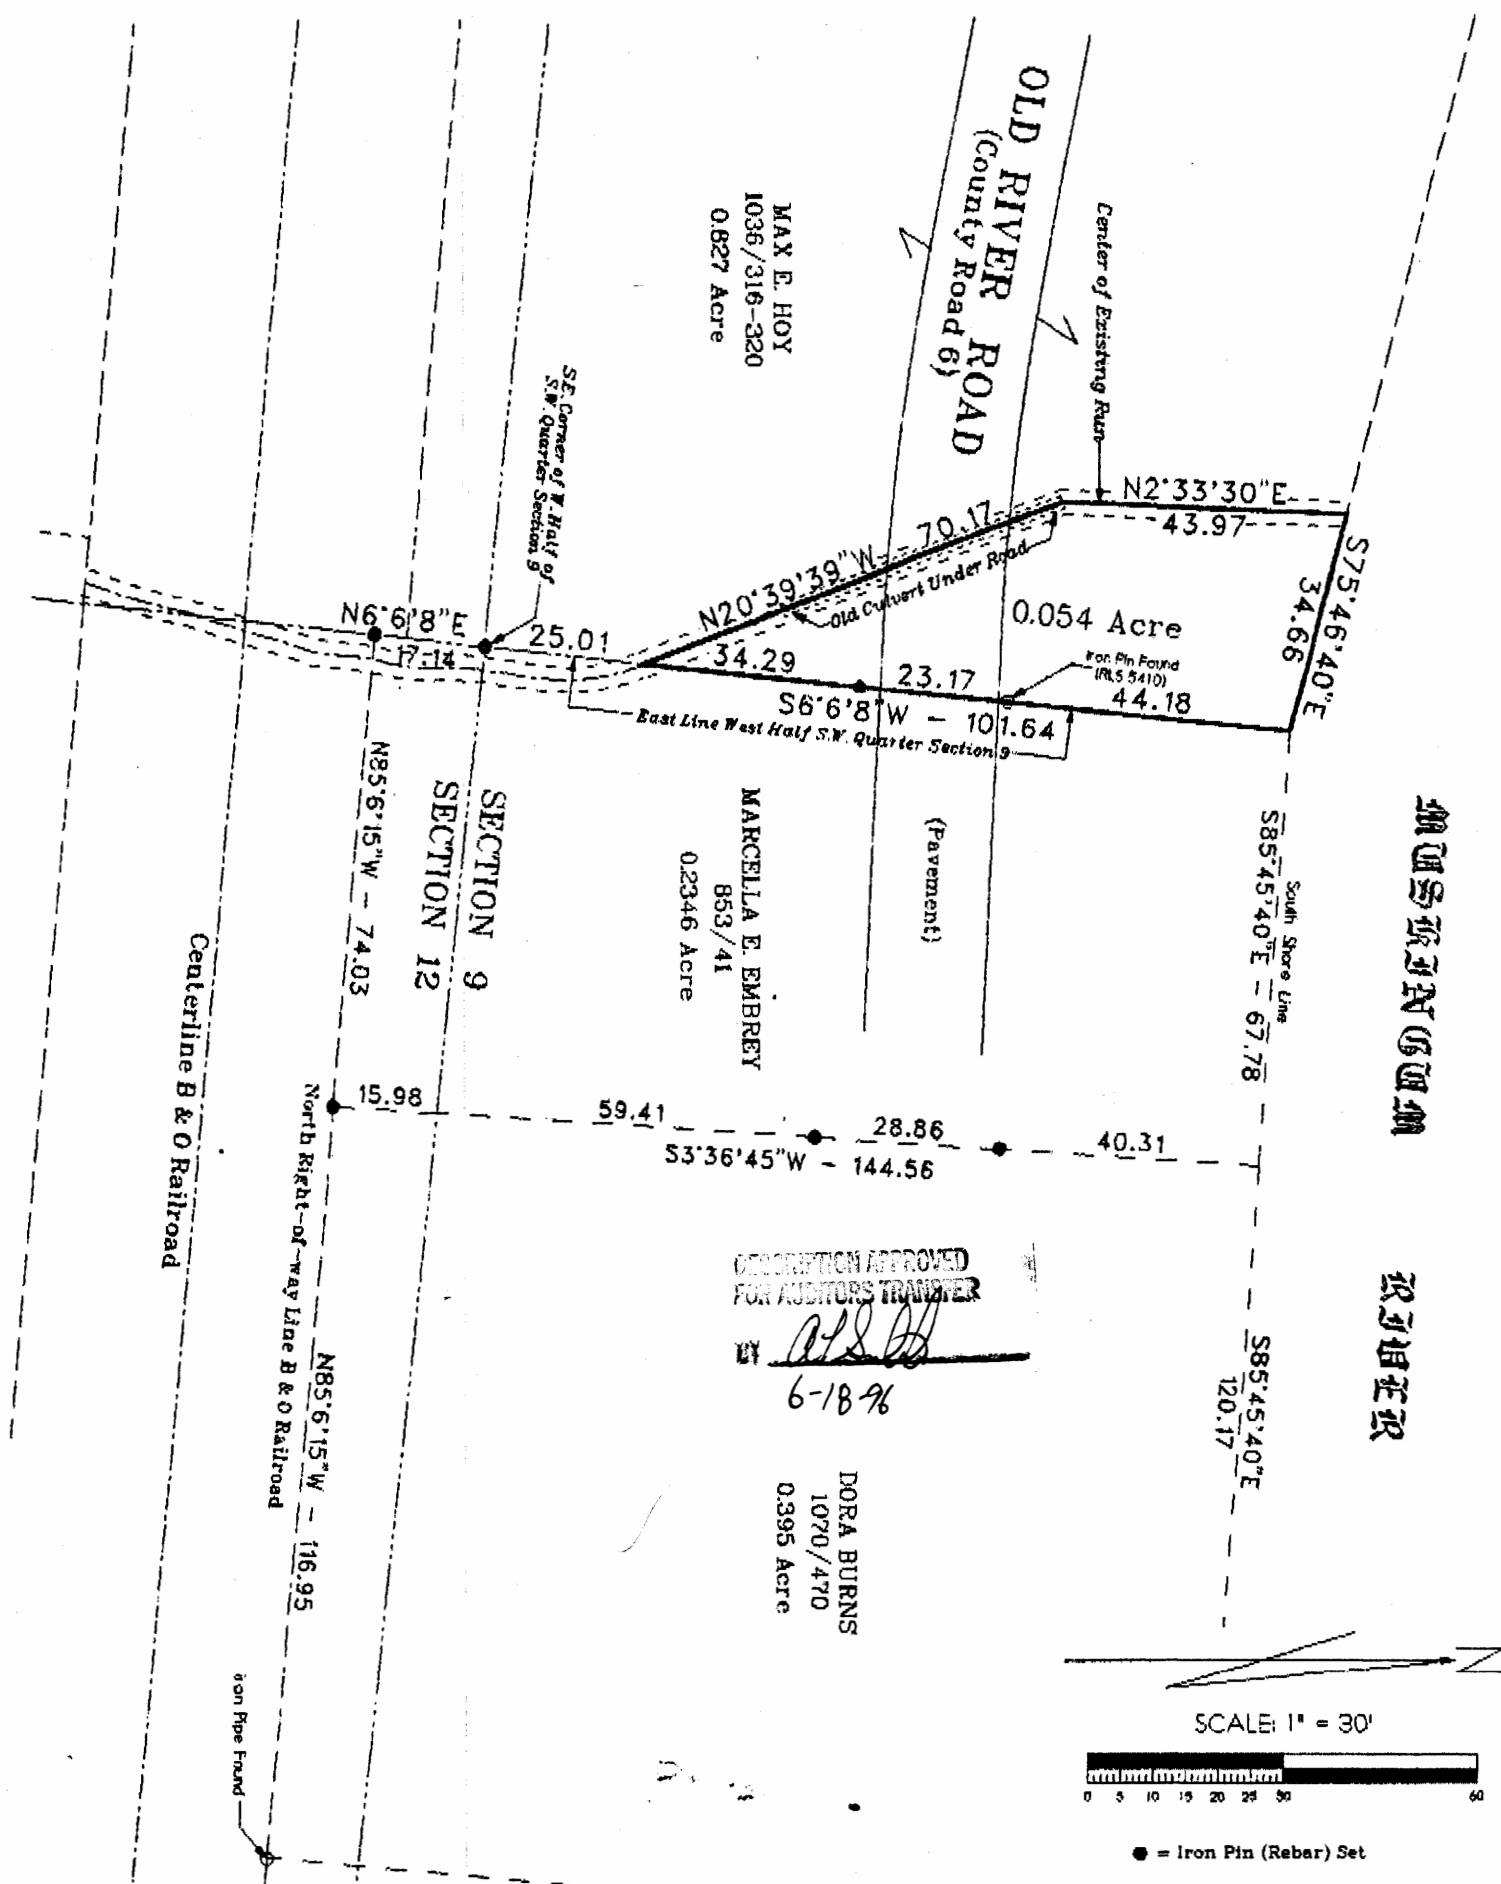 OLD RIVER ROAD
(County Road 6)
Center of Existing Run
MAX E. HOY
1036/316-320
0.827 Acre
S.E. Corner of W. Half of
S.W. Quarter Section 9
N2°33'30"E
43.97
S75°46'40"E
34.66
70.17
N20°39'39"W
Old Culvert Under Road
0.054 Acre
Iron Pin Found
(RLS 5410)
N6°6'8"E
17.14
25.01
34.29
23.17
44.18
S6°6'8"W - 101.64
East Line West Half S.W. Quarter Section 9
N85°6'15"W - 74.03
SECTION 9
SECTION 12
MARCELLA E. EMBREY
853/41
0.2346 Acre
(Pavement)
South Shore Line
S85°45'40"E - 67.78
MUSKINGUM RIVER
Centerline B & O Railroad
15.98
59.41
28.86
40.31
S3°36'45"W - 144.56
North Right-of-way Line B & O Railroad
N85°6'15"W - 116.95
DESCRIPTION APPROVED
FOR AUDITORS TRANSFER
BY
6-18-96
S85°45'40"E
120.17
DORA BURNS
1070/470
0.395 Acre
Iron Pipe Found
N
SCALE: 1" = 30'
0 5 10 15 20 25 30 60
● = Iron Pin (Rebar) Set